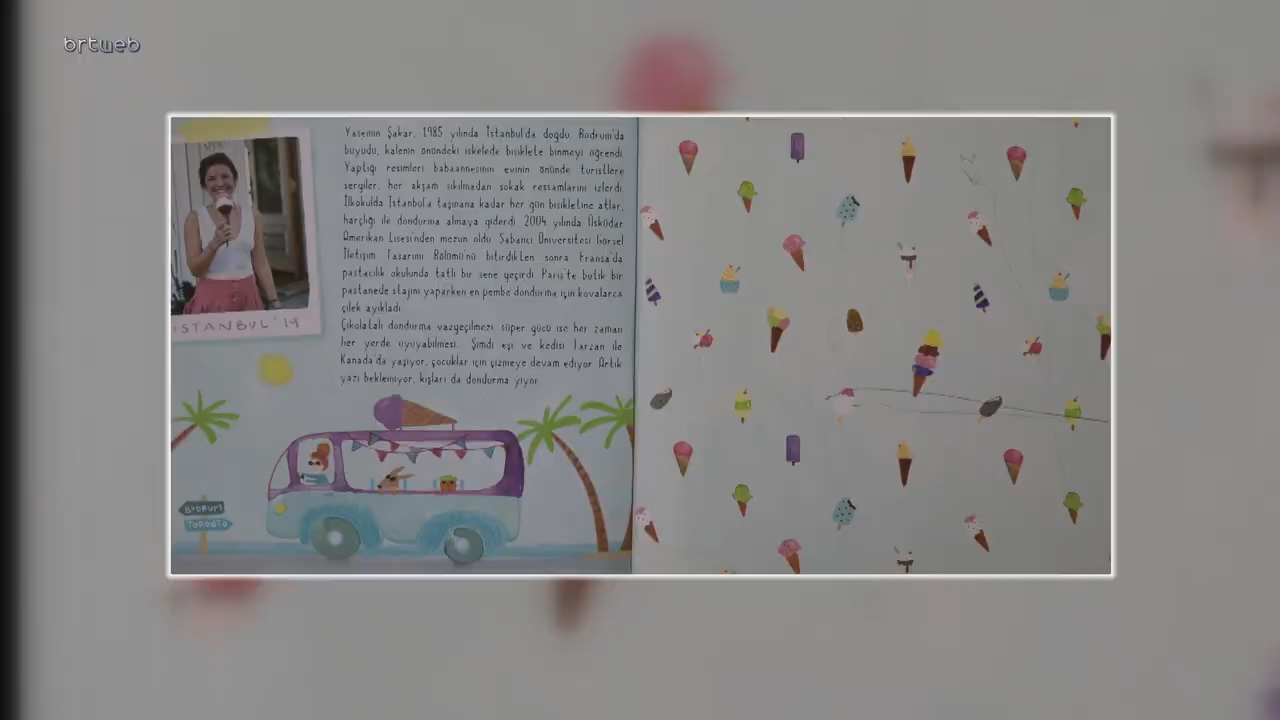 brtweb
Yasemin Şakar, 1985 yılında İstanbul'da doğdu. Bodrum'da
büyüdü, kalenin önündeki iskelede bisiklete binmeyi öğrendi.
Yaptığı resimleri babaannesinin evinin önünde turistlere
sergiler, her akşam sıkılmadan sokak ressamlarını izlerdi.
İlkokulda İstanbul'a taşınana kadar her gün bisikletine atlar,
harçlığı ile dondurma almaya giderdi. 2004 yılında Üsküdar
Amerikan Lisesi'nden mezun oldu. Sabancı Üniversitesi Görsel
İletişim Tasarımı Bölümü'nü bitirdikten sonra Fransa'da
pastacılık okulunda tatlı bir sene geçirdi. Paris'te butik bir
pastanede stajını yaparken en pembe dondurma için kovalarca
çilek ayıkladı.
Çikolatalı dondurma vazgeçilmezi, süper gücü ise her zaman
her yerde uyuyabilmesi. Şimdi eşi ve kedisi Tarzan ile
Kanada'da yaşıyor, çocuklar için çizmeye devam ediyor. Artık
yazı beklemiyor, kışları da dondurma yiyor.
İSTANBUL '19
BODRUM
TORONTO